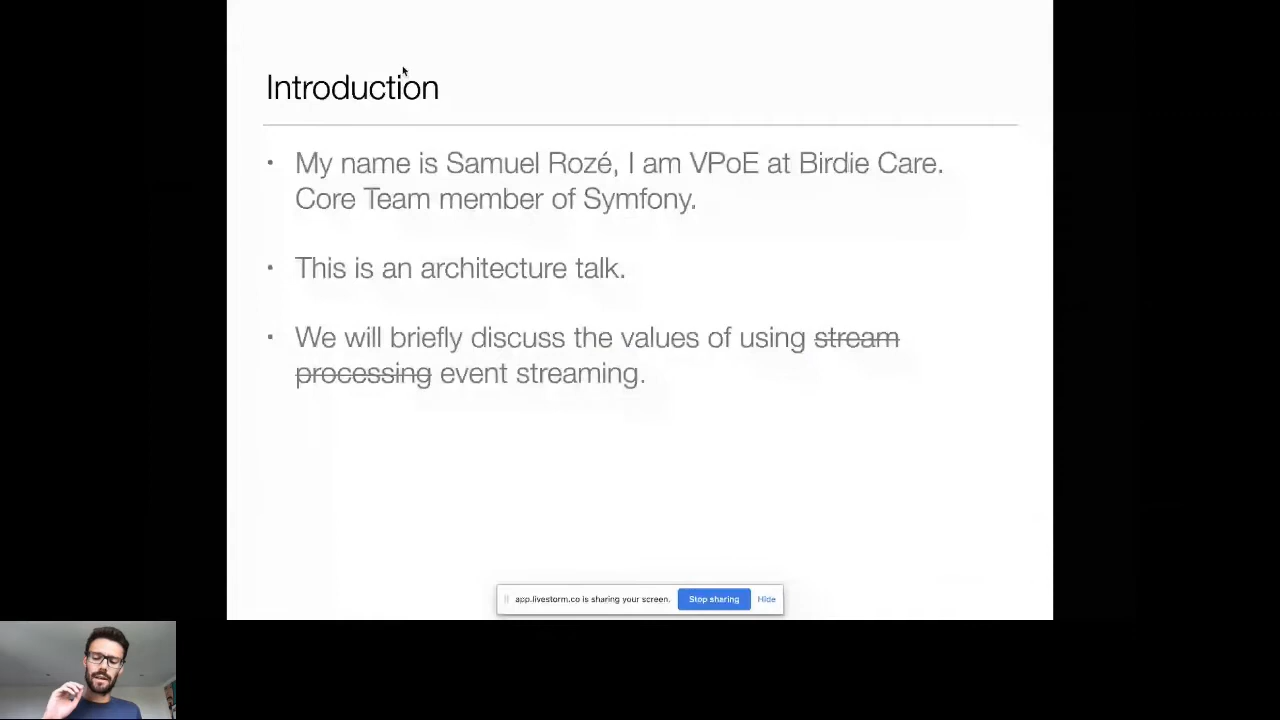 Introduction
• My name is Samuel Rozé, I am VPoE at Birdie Care.
Core Team member of Symfony.
• This is an architecture talk.
• We will briefly discuss the values of using stream
processing event streaming.
app.livestorm.co is sharing your screen. Stop sharing Hide